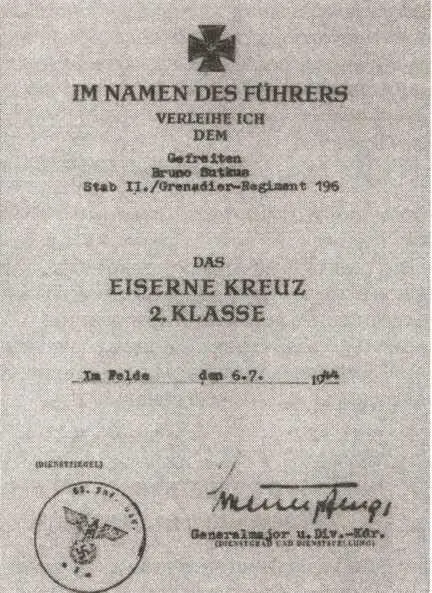 IM NAMEN DES FÜHRERS
VERLEIHE ICH
DEM
Gefreiten
Bruno Sutkus
Stab II./Grenadier-Regiment 196
DAS
EISERNE KREUZ
2. KLASSE
Im Felde den 6.7. 1944
(DIENSTSIEGEL)
Generalmajor u. Div.-Kdr.
(DIENSTGRAD UND DIENSTSTELLUNG)